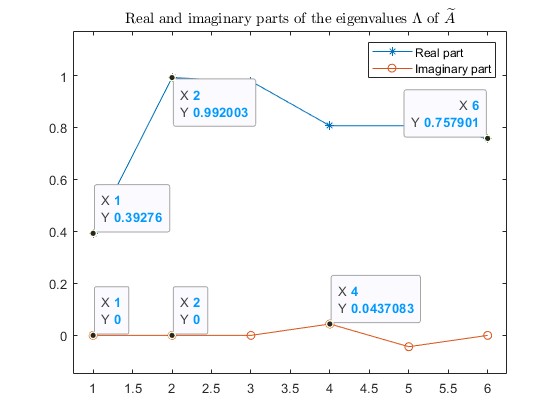 Real and imaginary parts of the eigenvalues Λ of Ã
Real part
Imaginary part
1
0.8
0.6
0.4
0.2
0
X 2
Y 0.992003
X 6
Y 0.757901
X 1
Y 0.39276
X 1
Y 0
X 2
Y 0
X 4
Y 0.0437083
1 1.5 2 2.5 3 3.5 4 4.5 5 5.5 6